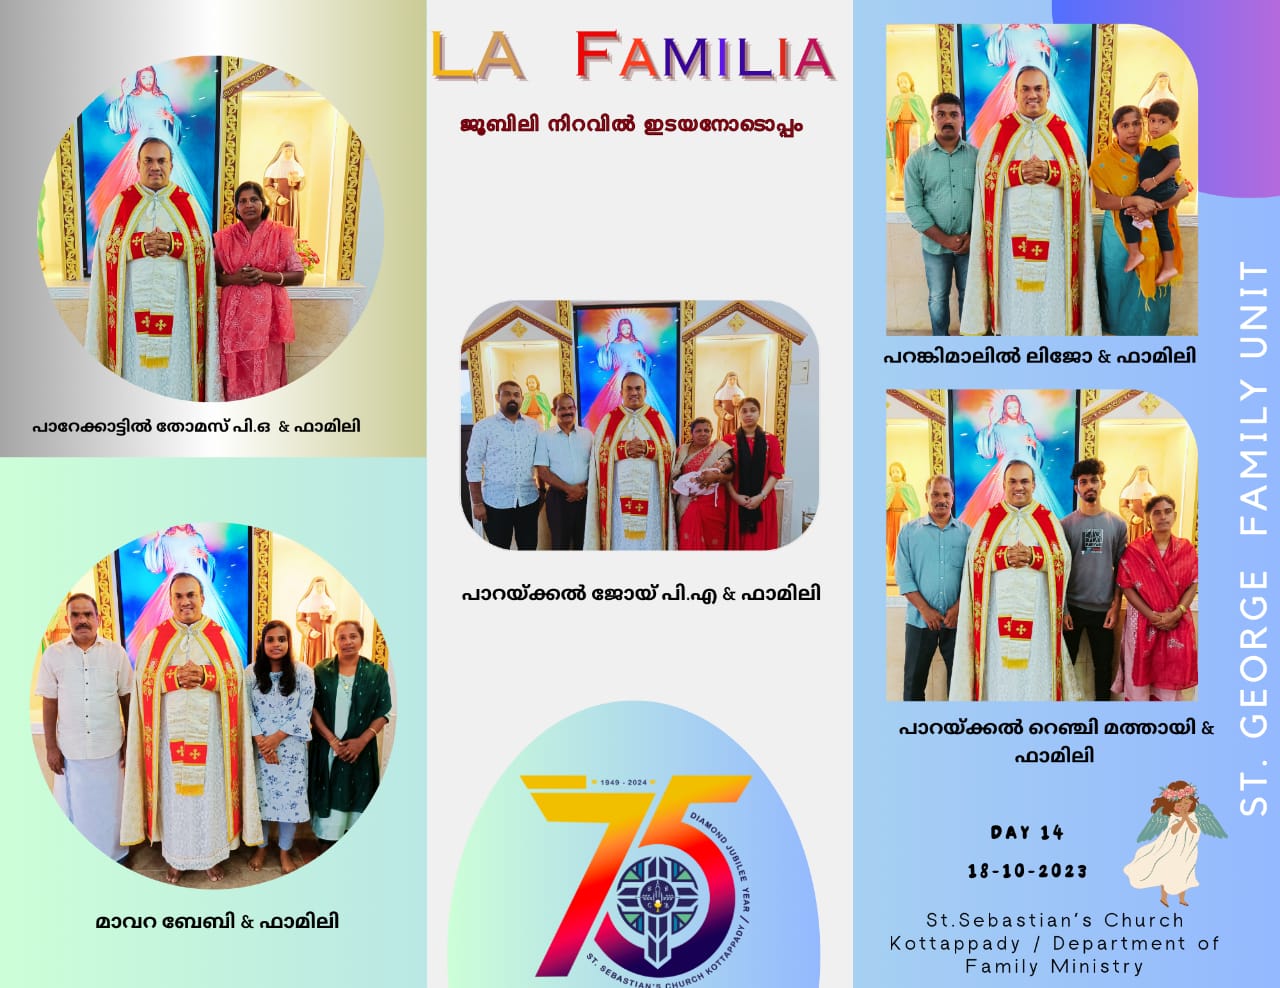 LA FAMILIA
ജൂബിലി നിറവിൽ ഇടയനോടൊപ്പം
പാറേക്കാട്ടിൽ തോമസ് പി.ഒ & ഫാമിലി
മാവറ ബേബി & ഫാമിലി
പാറയ്ക്കൽ ജോയ് പി.എ & ഫാമിലി
1949 - 2024
75
DIAMOND JUBILEE YEAR /
ST. SEBASTIAN'S CHURCH KOTTAPPADY
പറങ്കിമാലിൽ ലിജോ & ഫാമിലി
പാറയ്ക്കൽ റെഞ്ചി മത്തായി &
ഫാമിലി
ST. GEORGE FAMILY UNIT
DAY 14
18-10-2023
St.Sebastian's Church
Kottappady / Department of
Family Ministry